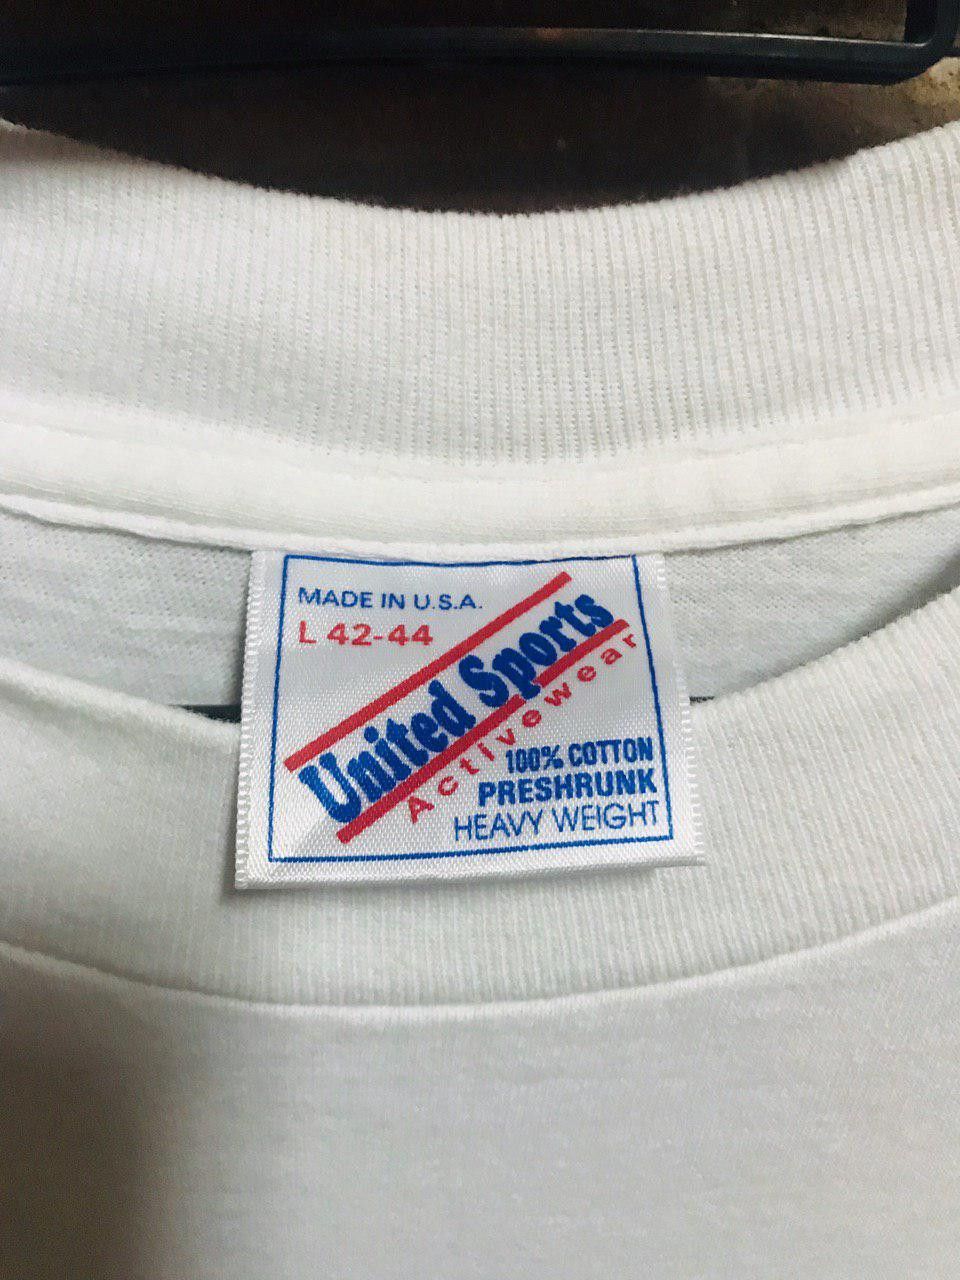 MADE IN U.S.A.
L 42-44
United Sports
Activewear
100% COTTON
PRESHRUNK
HEAVY WEIGHT